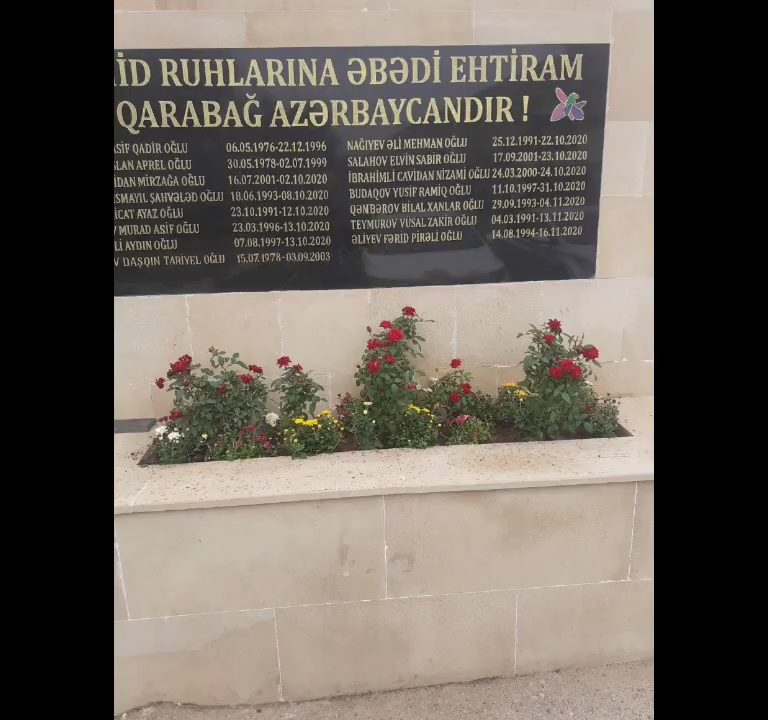 İD RUHLARINA ƏBƏDİ EHTİRAM
QARABAĞ AZƏRBAYCANDIR !
ASİF QADİR OĞLU 06.05.1976-22.12.1996
SLAN APREL OĞLU 30.05.1978-02.07.1999
İDAN MİRZAĞA OĞLU 16.07.2001-02.10.2020
SMAYIL ŞAHVƏLƏD OĞLU 18.06.1993-08.10.2020
İCAT AYAZ OĞLU 23.10.1991-12.10.2020
V MURAD ASİF OĞLU 23.03.1996-13.10.2020
Lİ AYDIN OĞLU 07.08.1997-13.10.2020
V DAŞQIN TARİYEL OĞLU 15.07.1978-03.09.2003
NAĞIYEV ƏLİ MEHMAN OĞLU 25.12.1991-22.10.2020
SALAHOV ELVİN SABİR OĞLU 17.09.2001-23.10.2020
İBRAHİMLİ CAVİDAN NİZAMİ OĞLU 24.03.2000-24.10.2020
BUDAQOV YUSİF RAMİQ OĞLU 11.10.1997-31.10.2020
QƏNBƏROV BİLAL XANLAR OĞLU 29.09.1993-04.11.2020
TEYMUROV VÜSAL ZAKİR OĞLU 04.03.1991-13.11.2020
ƏLİYEV FƏRİD PİRƏLİ OĞLU 14.08.1994-16.11.2020